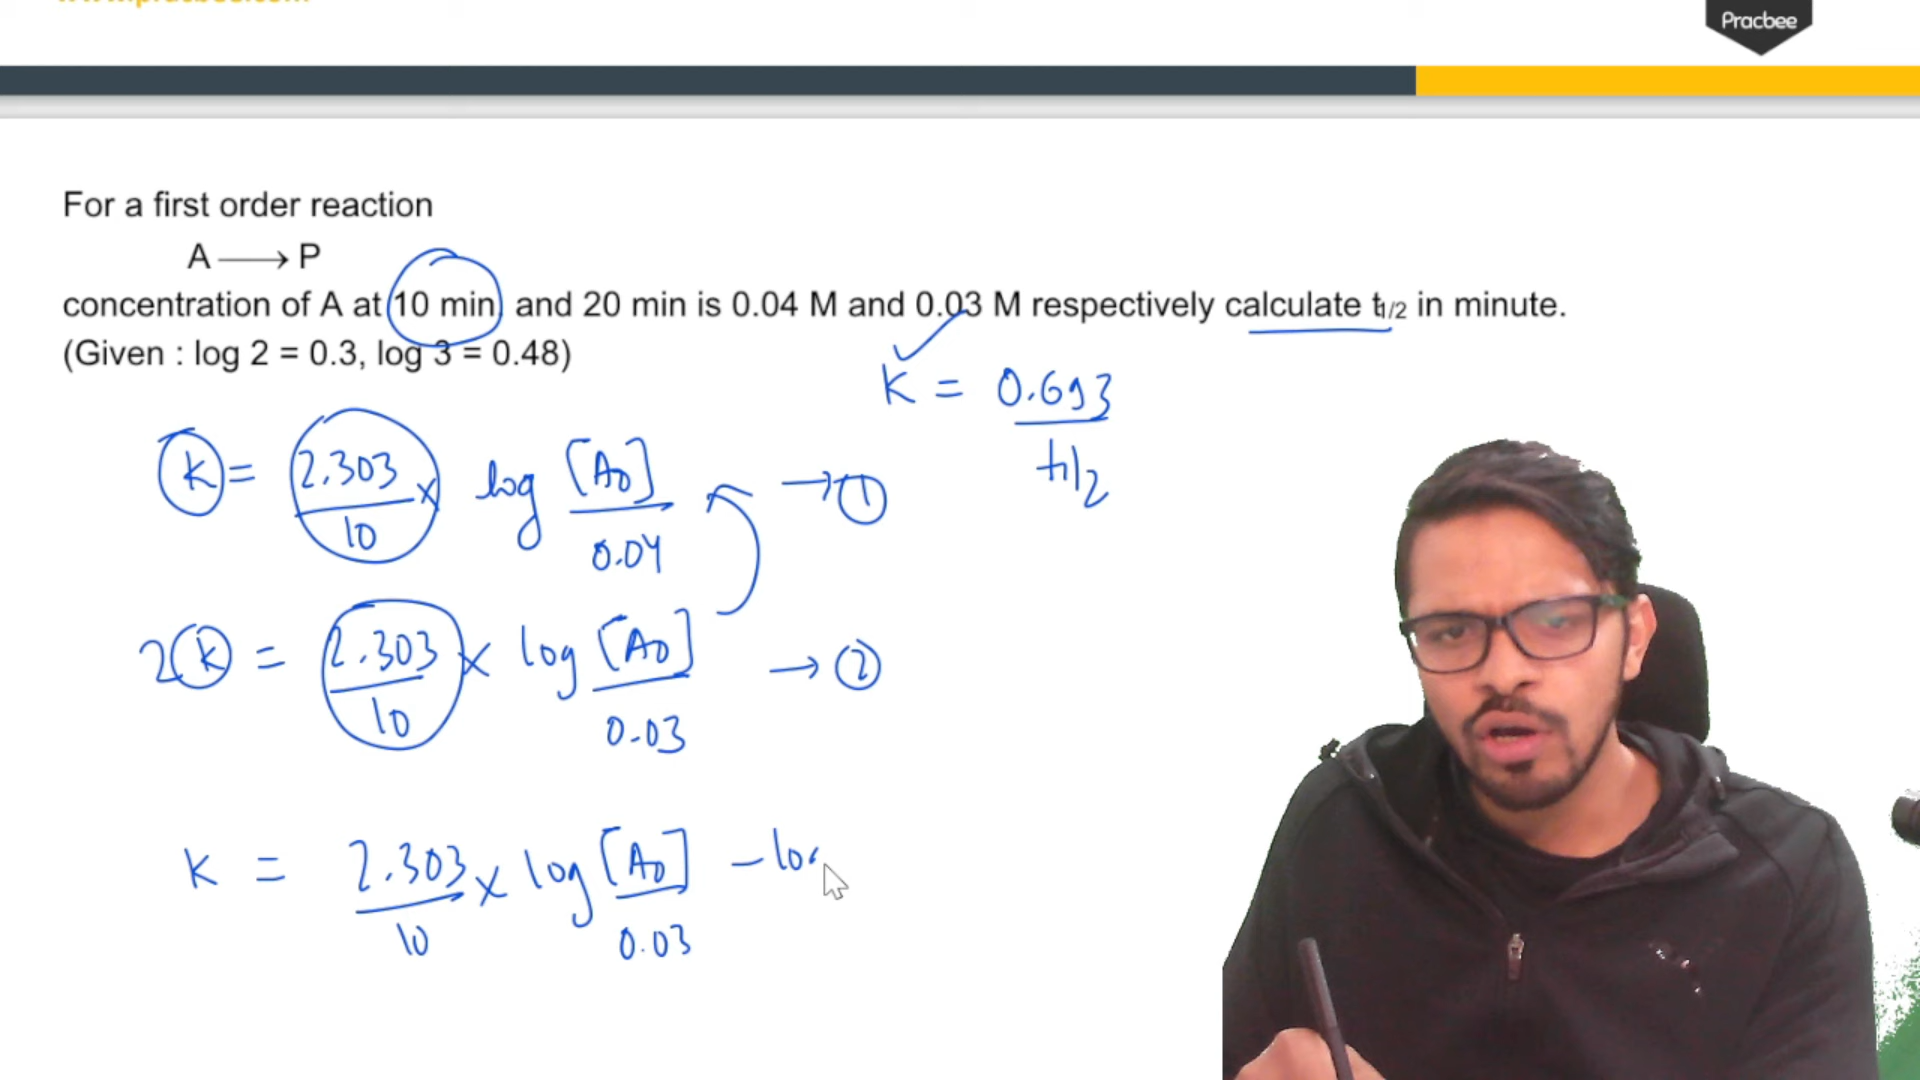 Pracbee
For a first order reaction
A ⟶ P
concentration of A at 10 min and 20 min is 0.04 M and 0.03 M respectively calculate t1/2 in minute.
(Given : log 2 = 0.3, log 3 = 0.48)
K = 0.693 / t1/2
k = 2.303/10 × log [A0]/0.04 → ①
2k = 2.303/10 × log [A0]/0.03 → ②
k = 2.303/10 × log [A0]/0.03 – lo